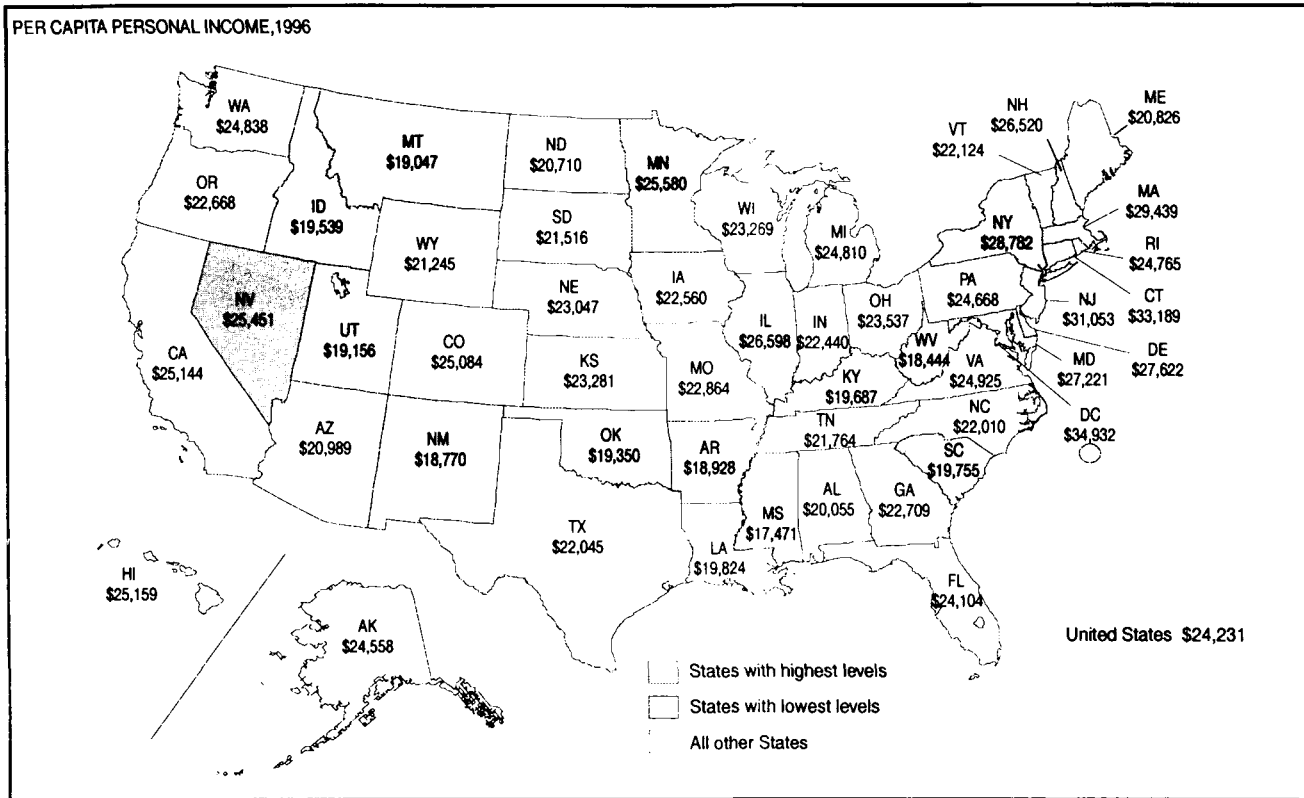 PER CAPITA PERSONAL INCOME,1996
WA
$24,838
MT
$19,047
ND
$20,710
MN
$25,580
NH
$26,520
ME
$20,826
VT
$22,124
OR
$22,668
ID
$19,539
SD
$21,516
WI
$23,269
MI
$24,810
NY
$28,782
MA
$29,439
WY
$21,245
RI
$24,765
NV
$25,451
NE
$23,047
IA
$22,560
PA
$24,668
CT
$33,189
NJ
$31,053
OH
$23,537
IL
$26,598
IN
$22,440
UT
$19,156
CO
$25,084
CA
$25,144
KS
$23,281
MO
$22,864
WV
$18,444
VA
$24,925
DE
$27,622
MD
$27,221
KY
$19,687
DC
$34,932
NC
$22,010
TN
$21,764
AZ
$20,989
NM
$18,770
OK
$19,350
AR
$18,928
SC
$19,755
MS
$17,471
AL
$20,055
GA
$22,709
TX
$22,045
LA
$19,824
HI
$25,159
FL
$24,104
AK
$24,558
United States $24,231
States with highest levels
States with lowest levels
All other States